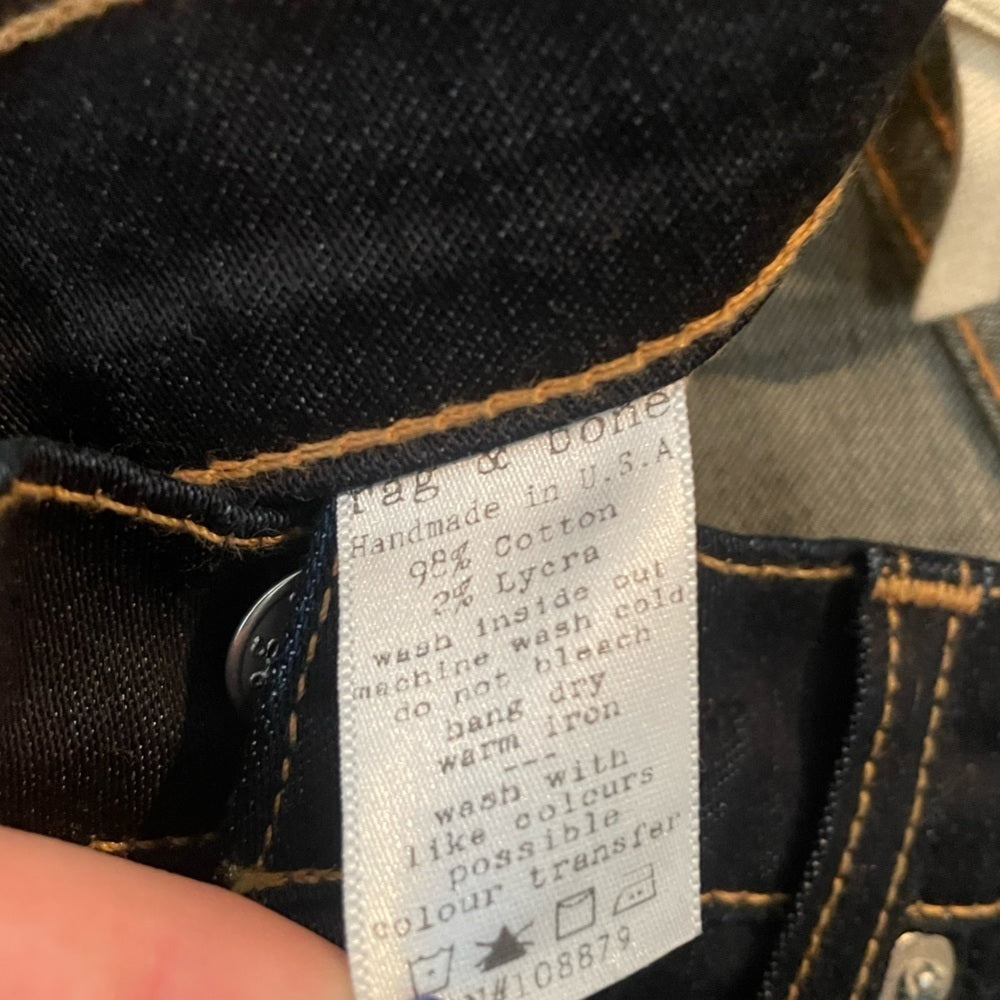 rag & bone
Handmade in U.S.A
98% Cotton
2% Lycra
wash inside out
machine wash cold
do not bleach
hang dry
warm iron
---
wash with
like colours
possible
colour transfer
N#108879